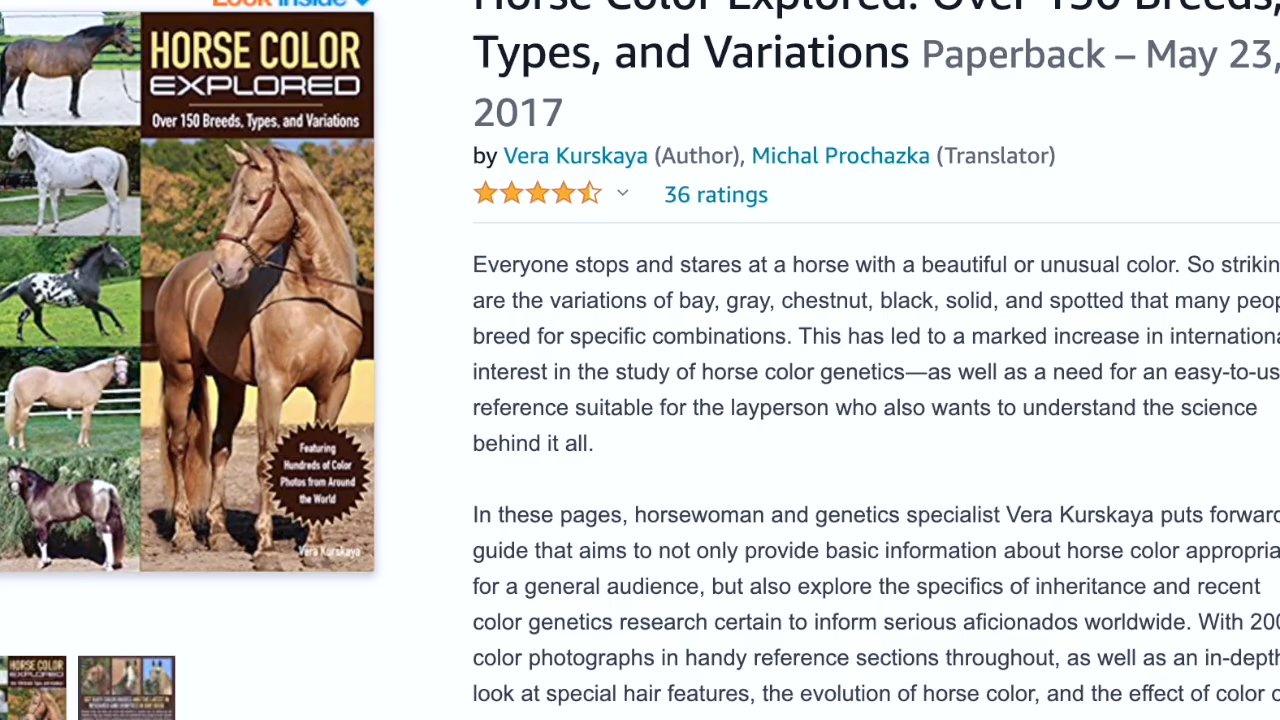 Look Inside
HORSE COLOR
EXPLORED
Over 150 Breeds, Types, and Variations
Featuring
Hundreds of Color
Photos from Around
the World
Vera Kurskaya
HORSE COLOR
EXPLORED
Horse Color Explored: Over 150 Breeds,
Types, and Variations Paperback – May 23,
2017
by Vera Kurskaya (Author), Michal Prochazka (Translator)
36 ratings
Everyone stops and stares at a horse with a beautiful or unusual color. So strikin
are the variations of bay, gray, chestnut, black, solid, and spotted that many peop
breed for specific combinations. This has led to a marked increase in internationa
interest in the study of horse color genetics—as well as a need for an easy-to-us
reference suitable for the layperson who also wants to understand the science
behind it all.
In these pages, horsewoman and genetics specialist Vera Kurskaya puts forward
guide that aims to not only provide basic information about horse color appropria
for a general audience, but also explore the specifics of inheritance and recent
color genetics research certain to inform serious aficionados worldwide. With 200
color photographs in handy reference sections throughout, as well as an in-depth
look at special hair features, the evolution of horse color, and the effect of color o